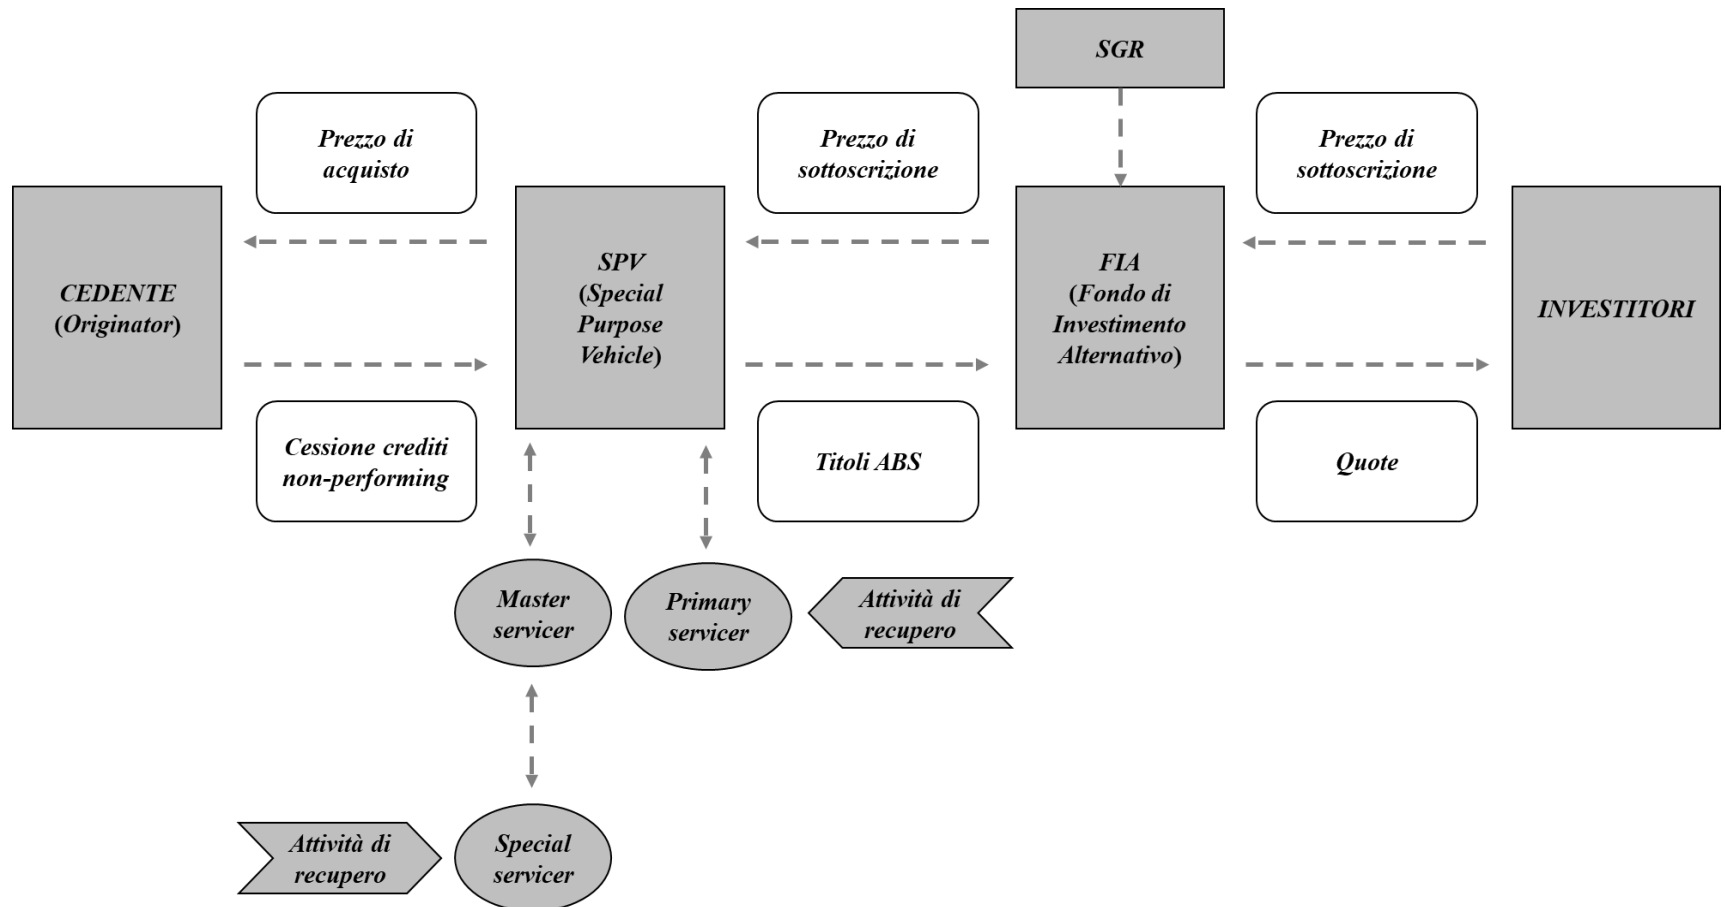 SGR
Prezzo di
acquisto
Prezzo di
sottoscrizione
Prezzo di
sottoscrizione
CEDENTE
(Originator)
SPV
(Special
Purpose
Vehicle)
FIA
(Fondo di
Investimento
Alternativo)
INVESTITORI
Cessione crediti
non-performing
Titoli ABS
Quote
Master
servicer
Primary
servicer
Attività di
recupero
Attività di
recupero
Special
servicer